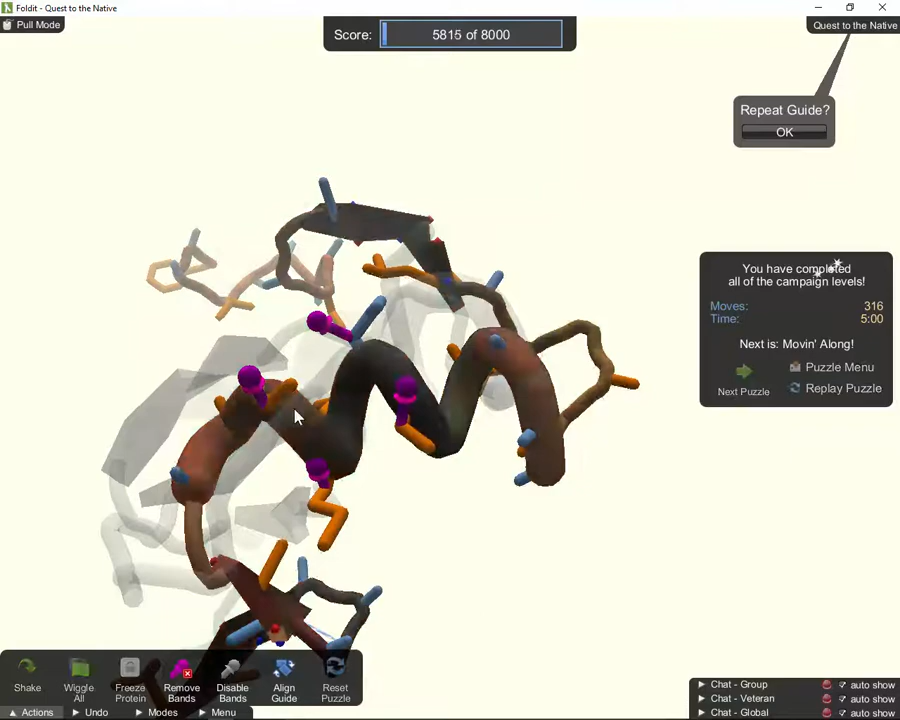 Foldit - Quest to the Native
Pull Mode
Score: 5815 of 8000
Quest to the Native
Repeat Guide?
OK
You have completed
all of the campaign levels!
Moves: 316
Time: 5:00
Next is: Movin' Along!
Next Puzzle
Puzzle Menu
Replay Puzzle
Shake
Wiggle All
Freeze Protein
Remove Bands
Disable Bands
Align Guide
Reset Puzzle
Actions Undo Modes Menu
Chat - Group auto show
Chat - Veteran auto show
Chat - Global auto show